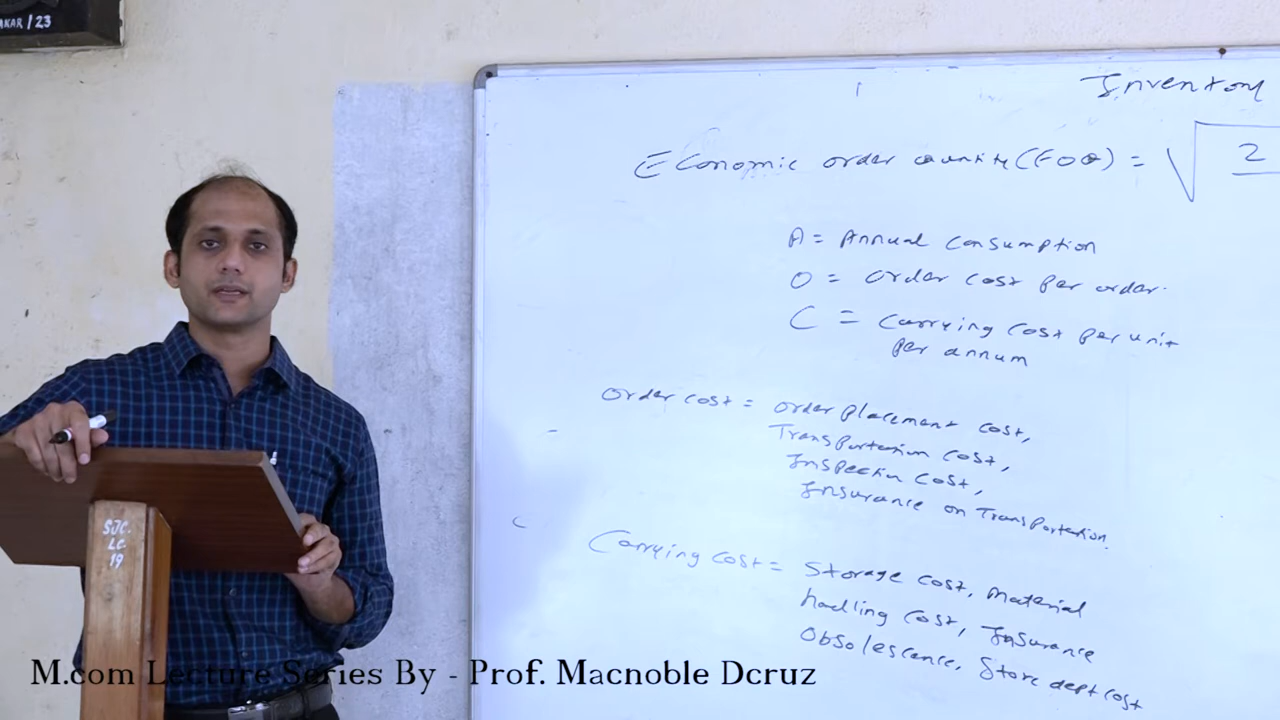 AKAR / 23
Inventory
Economic order quantity (EOQ) = √ 2
A = Annual consumption
O = order cost per order.
C = Carrying cost per unit
per annum
order cost = order placement cost,
Transportation cost,
Inspection cost,
Insurance on Transportation.
Carrying cost = Storage cost, material
hadling cost, Insurance
Obsolescence, Store dept cost
SJC.
LC.
19
M.com Lecture Series By - Prof. Macnoble Dcruz